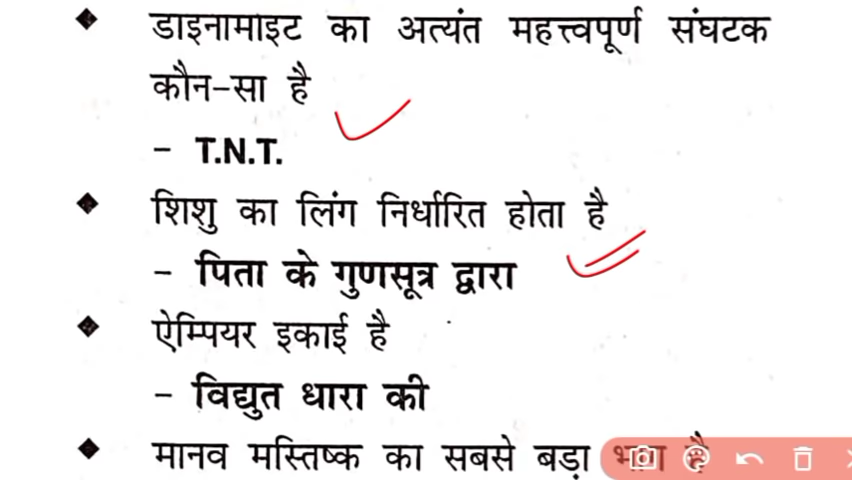 डाइनामाइट का अत्यंत महत्त्वपूर्ण संघटक
कौन-सा है
- T.N.T.
शिशु का लिंग निर्धारित होता है
- पिता के गुणसूत्र द्वारा
ऐम्पियर इकाई है
- विद्युत धारा की
मानव मस्तिष्क का सबसे बड़ा भाग है